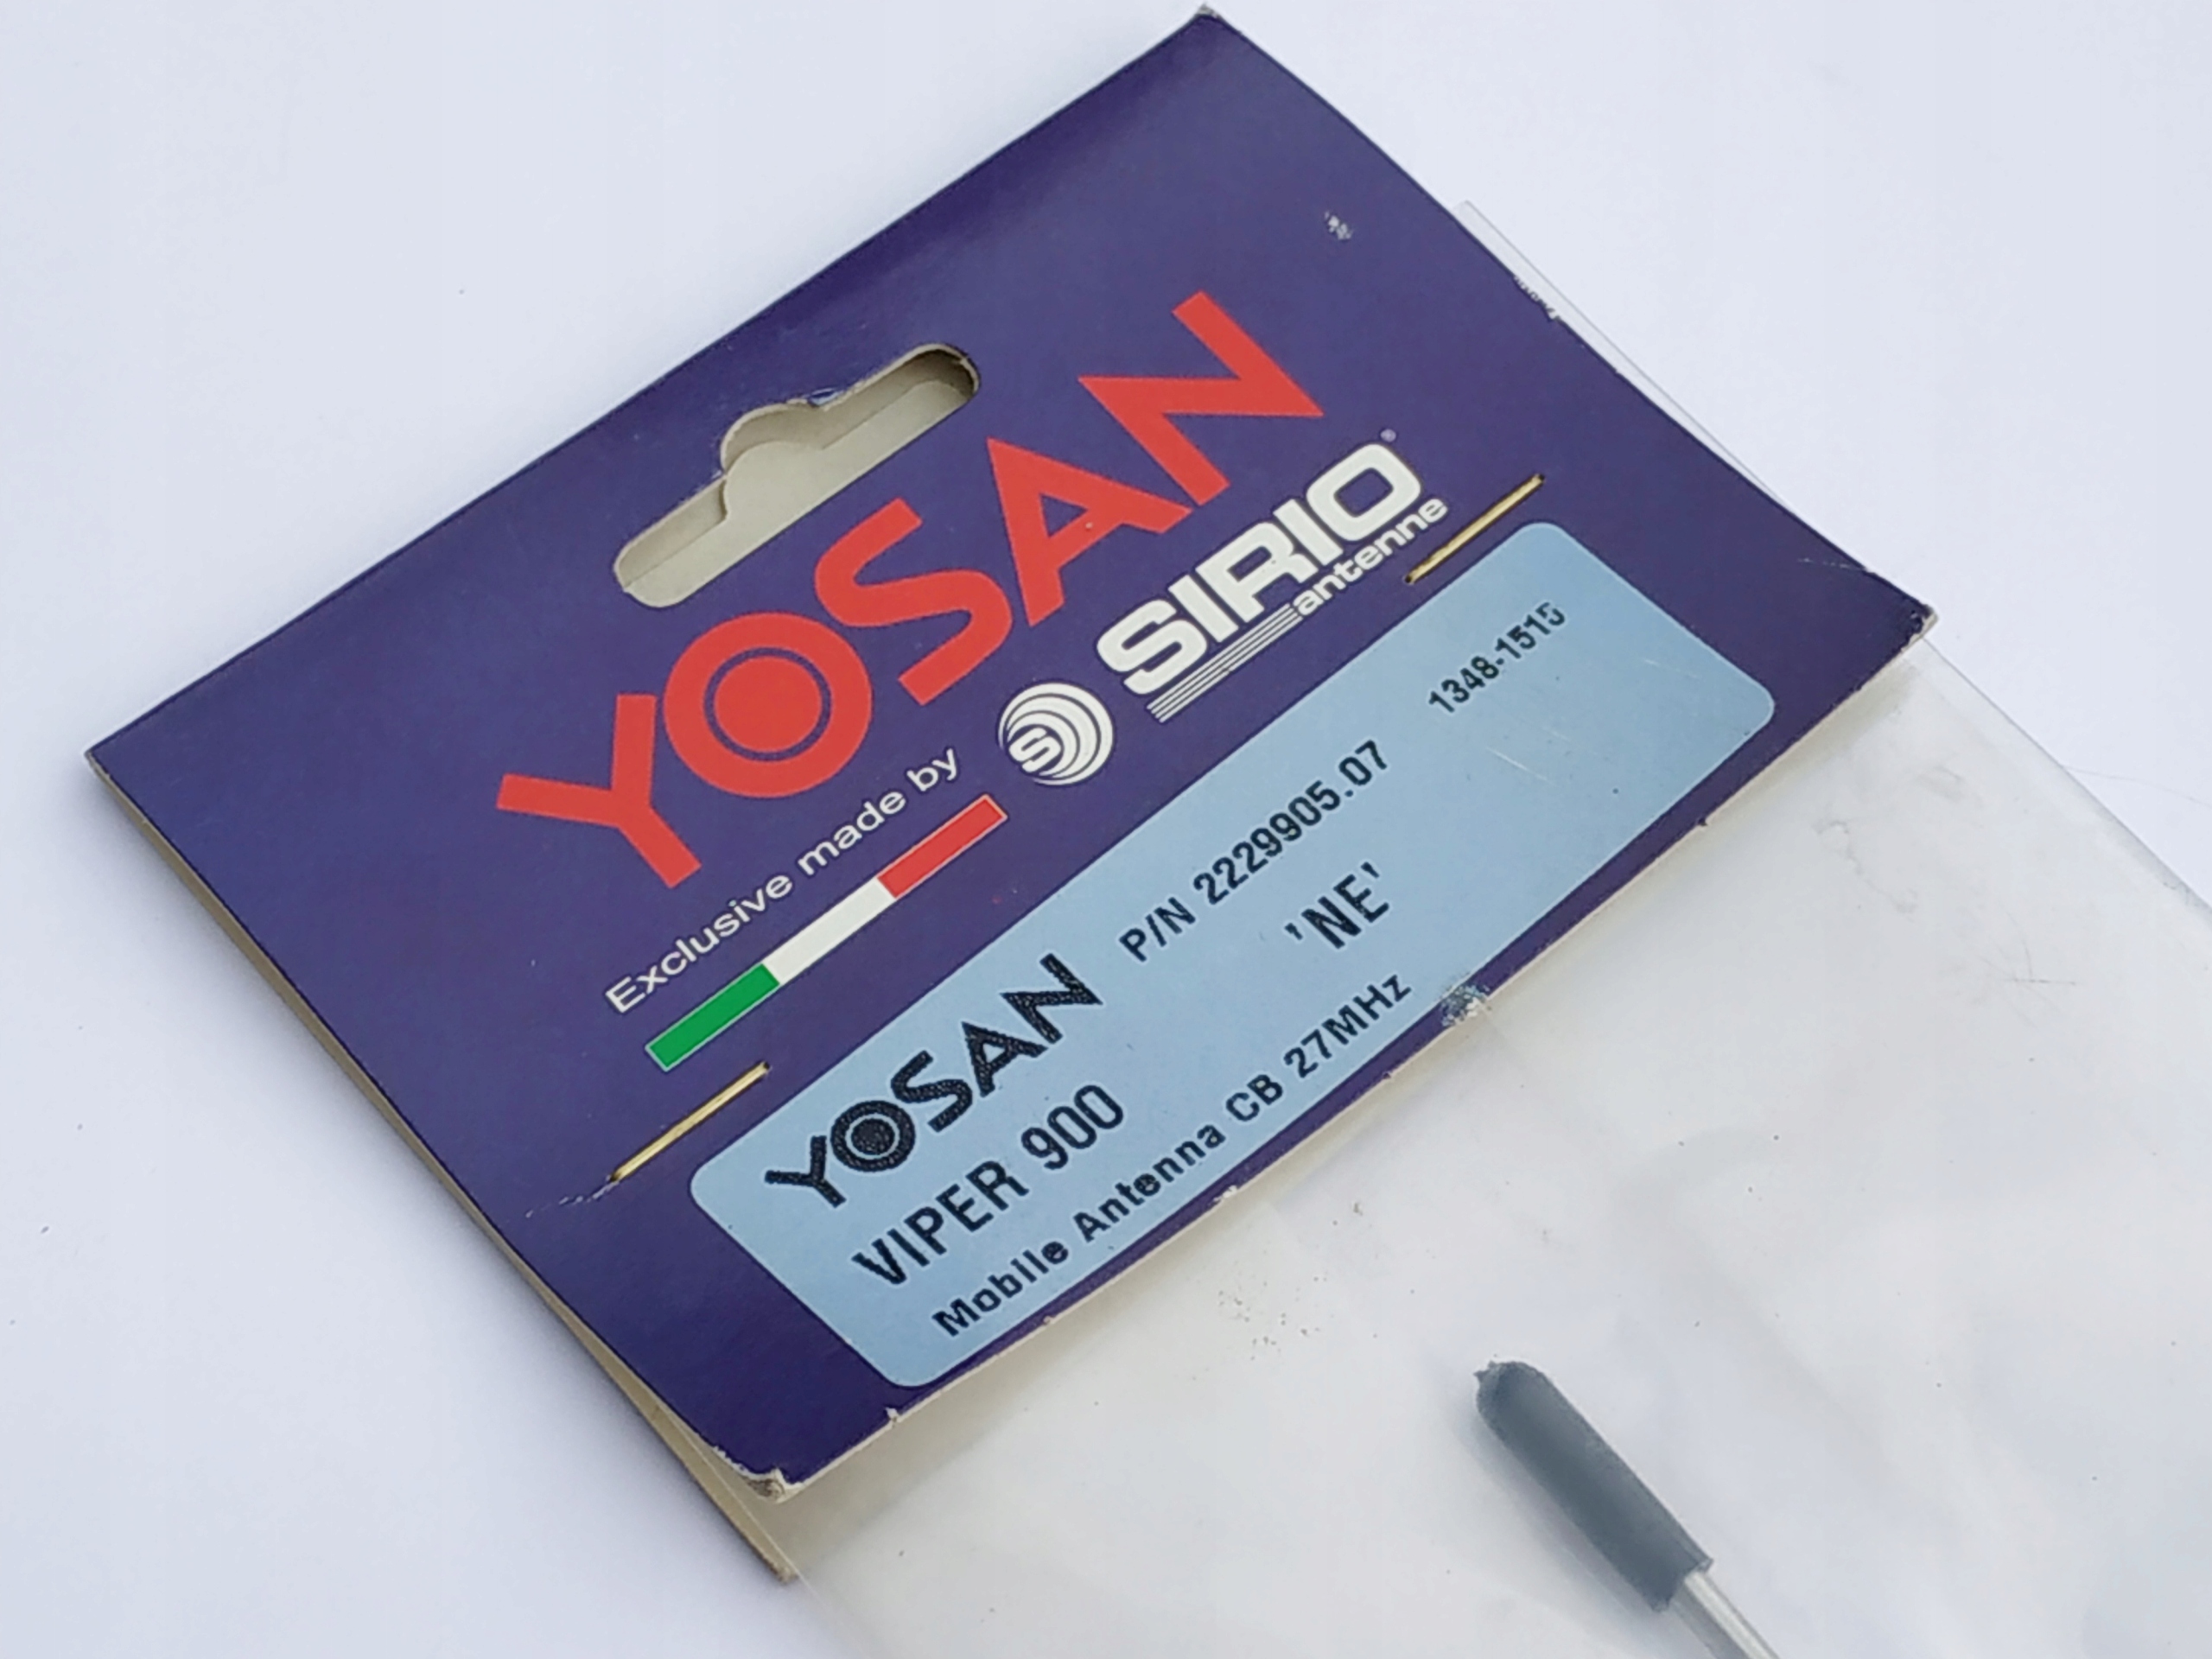 YOSAN
Exclusive made by S SIRIO
antenne
YOSAN P/N 2229905.07 1348-1515
VIPER 900 'NE'
Mobile Antenna CB 27MHz